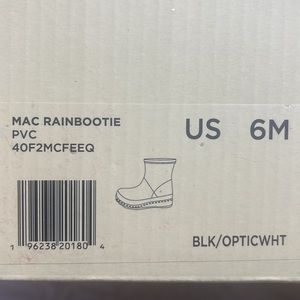 MAC RAINBOOTIE
PVC
40F2MCFEEQ
US 6M
1 96238 20180 4
BLK/OPTICWHT